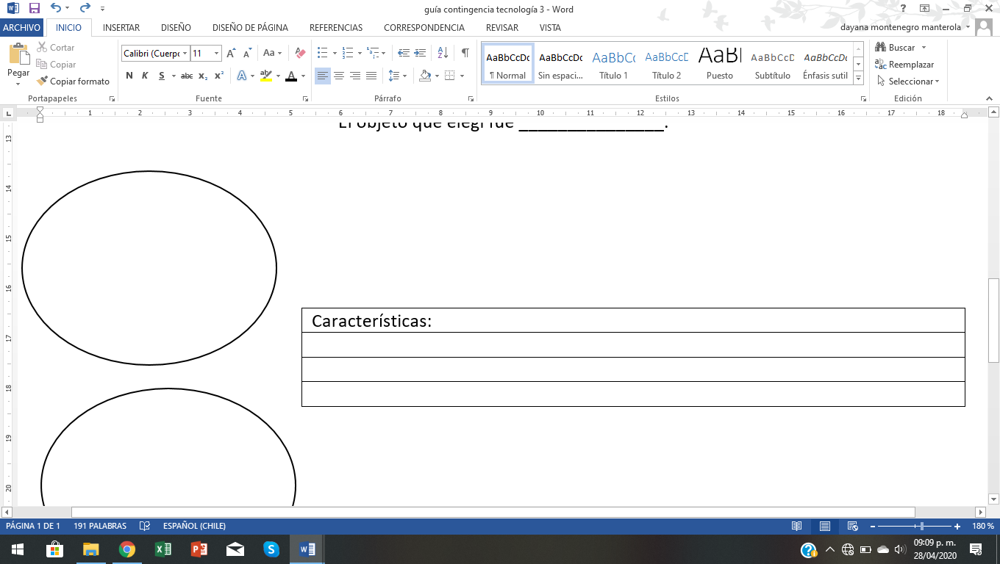 guía contingencia tecnología 3 - Word
ARCHIVO INICIO INSERTAR DISEÑO DISEÑO DE PÁGINA REFERENCIAS CORRESPONDENCIA REVISAR VISTA dayana montenegro manterola
Pegar
Cortar
Copiar
Copiar formato
Portapapeles
Calibri (Cuerpo 11
Aa
N K S abc x₂ x²
Fuente
Párrafo
AaBbCcDc AaBbCcDc AaBbCc AaBbCcD AaB AaBbCcD AaBbCcDc
¶ Normal Sin espaci... Título 1 Título 2 Puesto Subtítulo Énfasis sutil
Estilos
Buscar
Reemplazar
Seleccionar
Edición
1 2 3 4 5 6 7 8 9 10 11 12 13 14 15 16 17 18
13
14
15
16
17
18
19
20
El objeto que elegí fue _______________.
Características:
PÁGINA 1 DE 1 191 PALABRAS ESPAÑOL (CHILE) 180 %
09:09 p. m.
28/04/2020